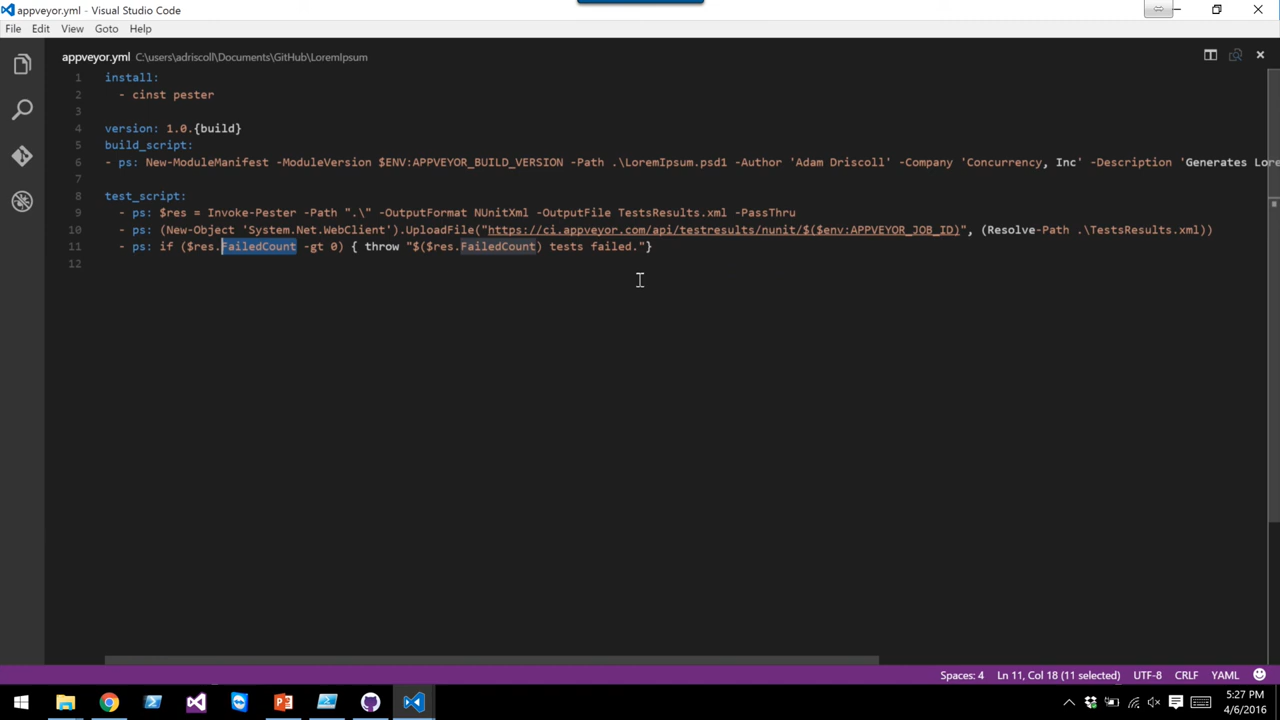 appveyor.yml - Visual Studio Code
File Edit View Goto Help
appveyor.yml C:\users\adriscoll\Documents\GitHub\LoremIpsum
1 install:
2 - cinst pester
3
4 version: 1.0.{build}
5 build_script:
6 - ps: New-ModuleManifest -ModuleVersion $ENV:APPVEYOR_BUILD_VERSION -Path .\LoremIpsum.psd1 -Author 'Adam Driscoll' -Company 'Concurrency, Inc' -Description 'Generates Lore
7
8 test_script:
9 - ps: $res = Invoke-Pester -Path ".\" -OutputFormat NUnitXml -OutputFile TestsResults.xml -PassThru
10 - ps: (New-Object 'System.Net.WebClient').UploadFile("https://ci.appveyor.com/api/testresults/nunit/$($env:APPVEYOR_JOB_ID)", (Resolve-Path .\TestsResults.xml))
11 - ps: if ($res.FailedCount -gt 0) { throw "$($res.FailedCount) tests failed."}
12
Spaces: 4 Ln 11, Col 18 (11 selected) UTF-8 CRLF YAML
5:27 PM
4/6/2016